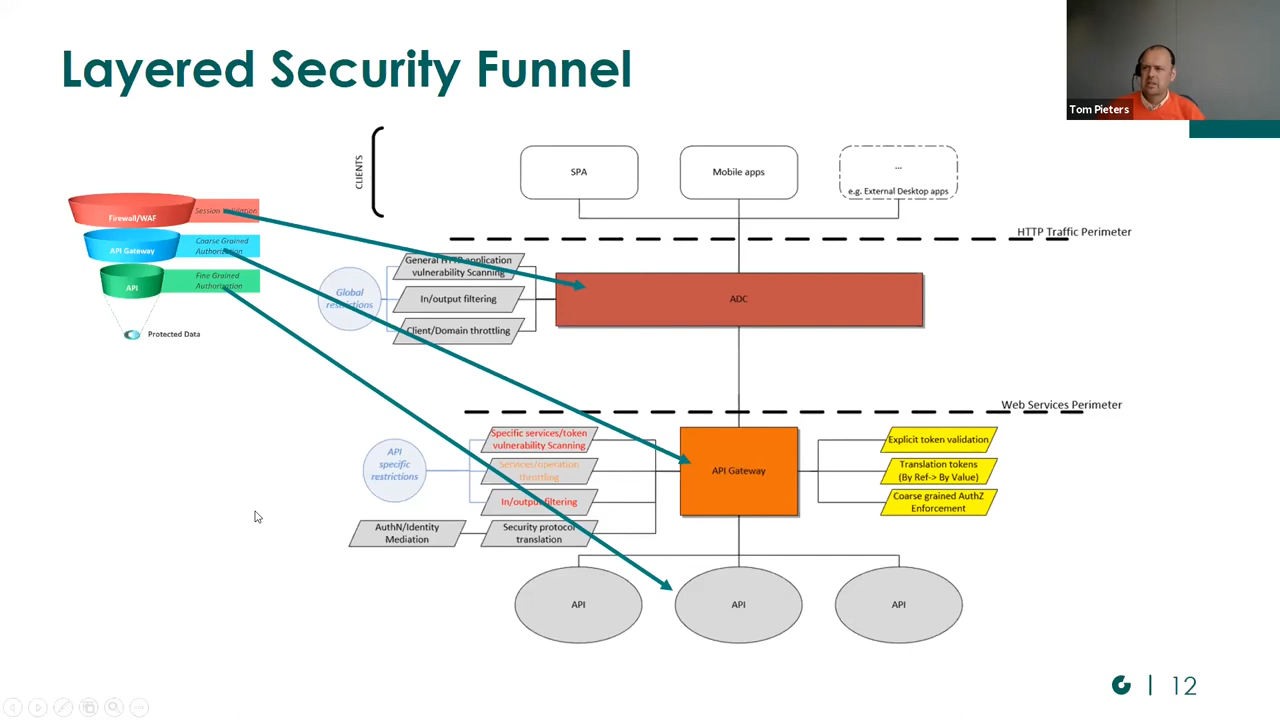 Layered Security Funnel
Tom Pieters
CLIENTS
SPA
Mobile apps
...
e.g. External Desktop apps
HTTP Traffic Perimeter
Firewall/WAF
Session Validation
API Gateway
Coarse Grained
Authorization
API
Fine Grained
Authorization
Protected Data
Global
restrictions
General HTTP application
vulnerability Scanning
In/output filtering
Client/Domain throttling
ADC
Web Services Perimeter
API
specific
restrictions
Specific services/token
vulnerability Scanning
Services/operation
throttling
In/output filtering
AuthN/Identity
Mediation
Security protocol
translation
API Gateway
Explicit token validation
Translation tokens
(By Ref-> By Value)
Coarse grained AuthZ
Enforcement
API
API
API
12